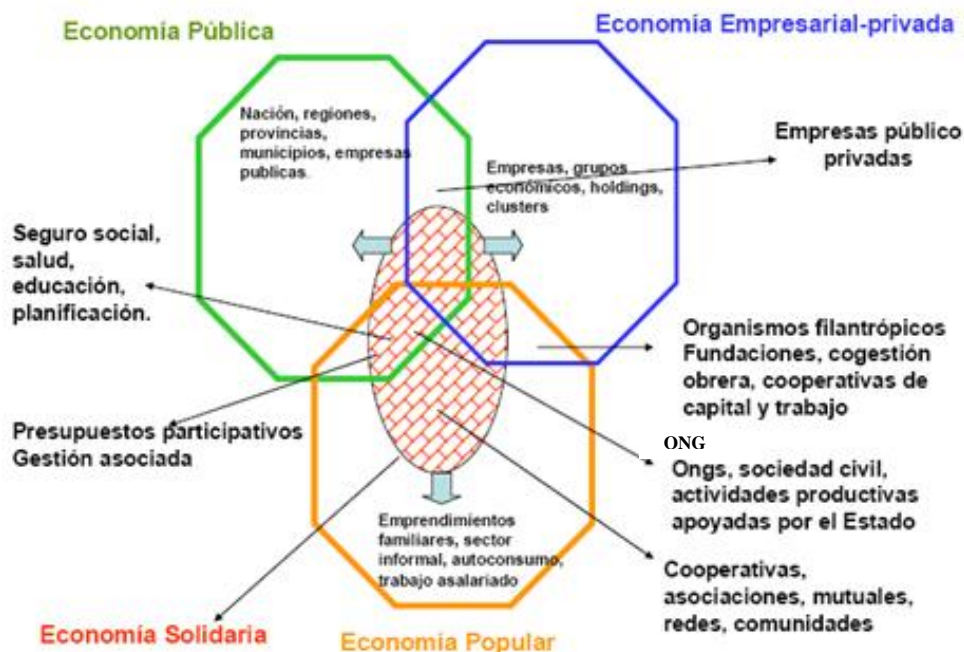 Economía Pública
Economía Empresarial-privada
Nación, regiones,
provincias,
municipios, empresas
publicas.
Empresas, grupos
económicos, holdings,
clusters
Empresas público
privadas
Seguro social,
salud,
educación,
planificación.
Organismos filantrópicos
Fundaciones, cogestión
obrera, cooperativas de
capital y trabajo
Presupuestos participativos
Gestión asociada
ONG
Ongs, sociedad civil,
actividades productivas
apoyadas por el Estado
Emprendimientos
familiares, sector
informal, autoconsumo,
trabajo asalariado
Cooperativas,
asociaciones, mutuales,
redes, comunidades
Economía Solidaria
Economía Popular